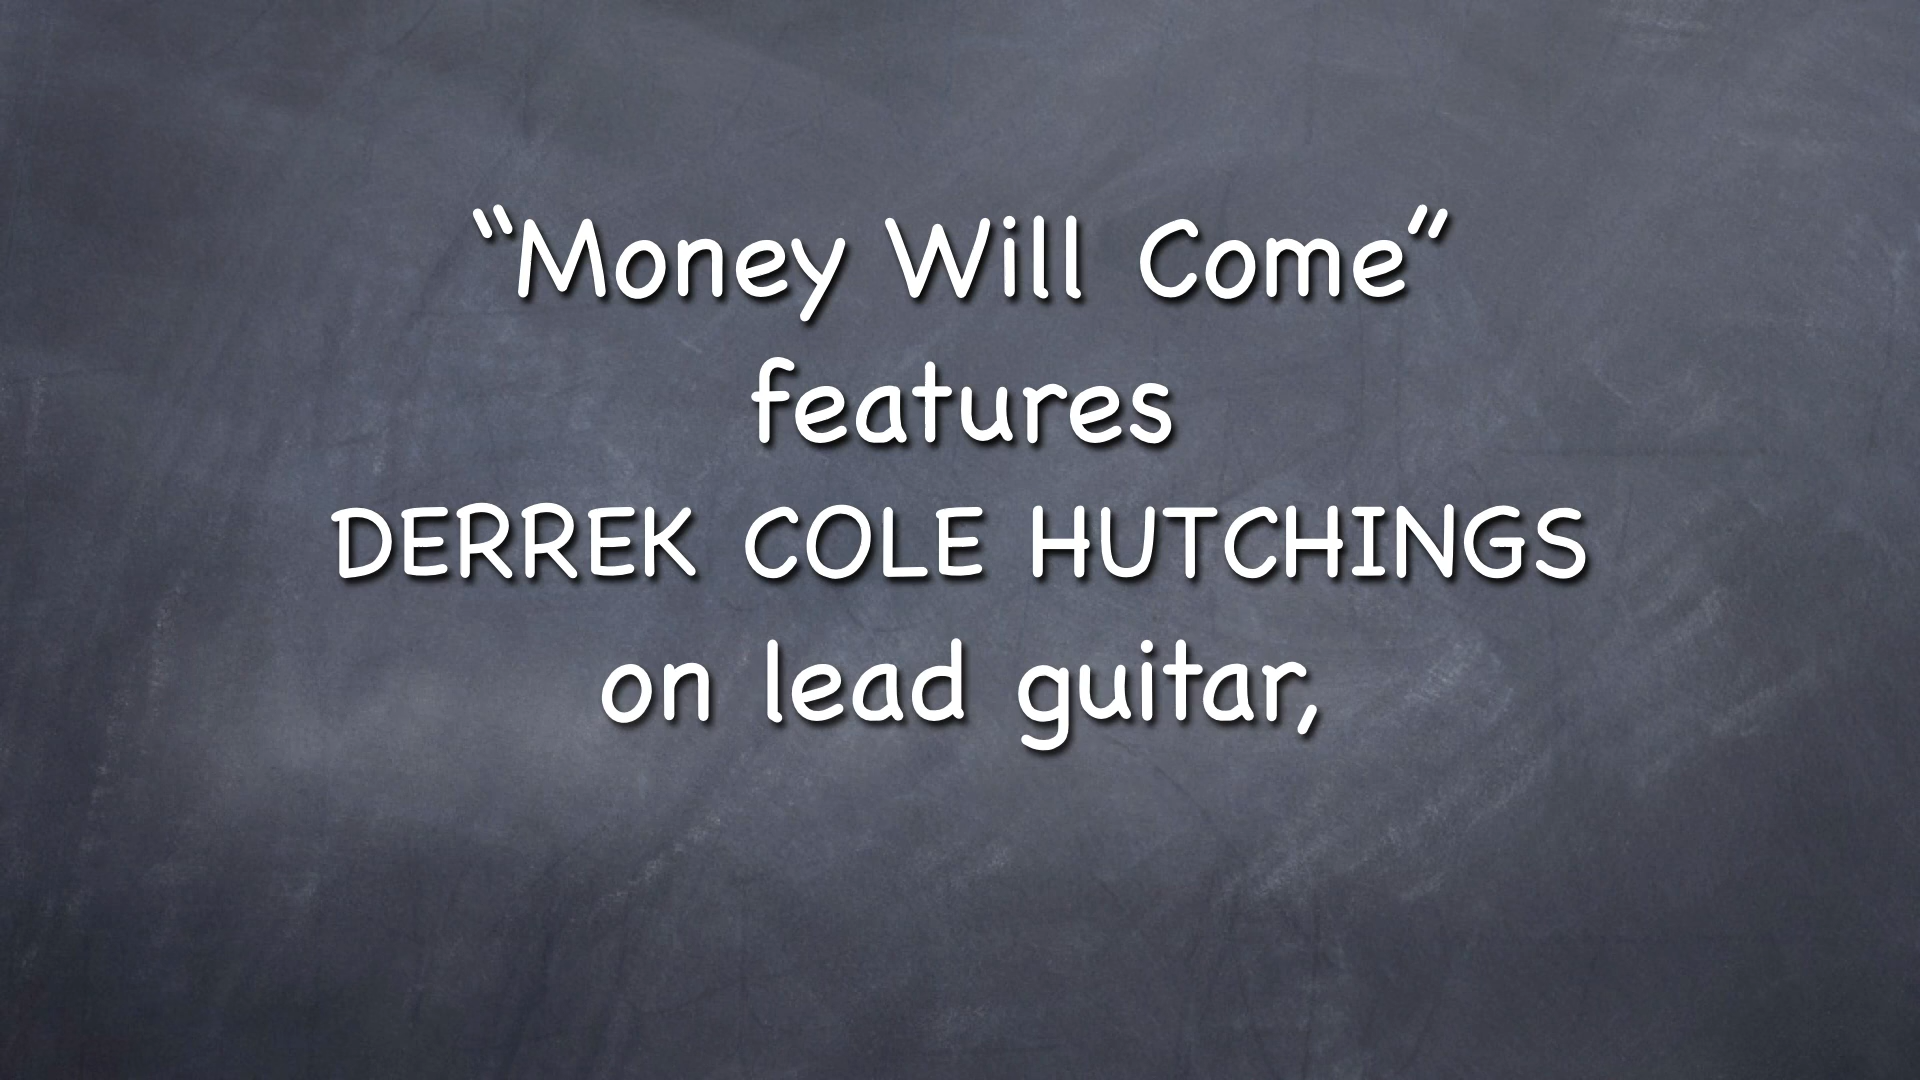 “Money Will Come”
features
DERREK COLE HUTCHINGS
on lead guitar,